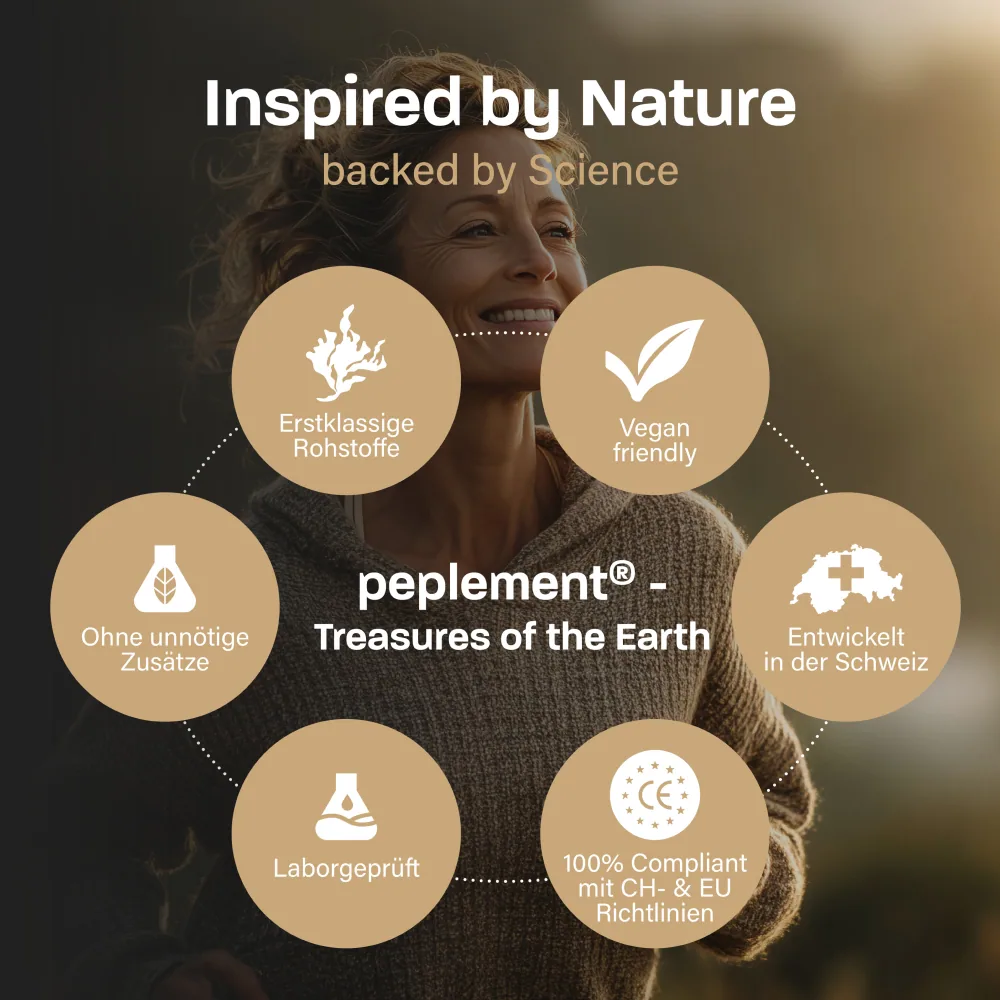 Inspired by Nature
backed by Science
Erstklassige
Rohstoffe
Vegan
friendly
Ohne unnötige
Zusätze
peplement® -
Treasures of the Earth
Entwickelt
in der Schweiz
Laborgeprüft
CE
100% Compliant
mit CH- & EU
Richtlinien